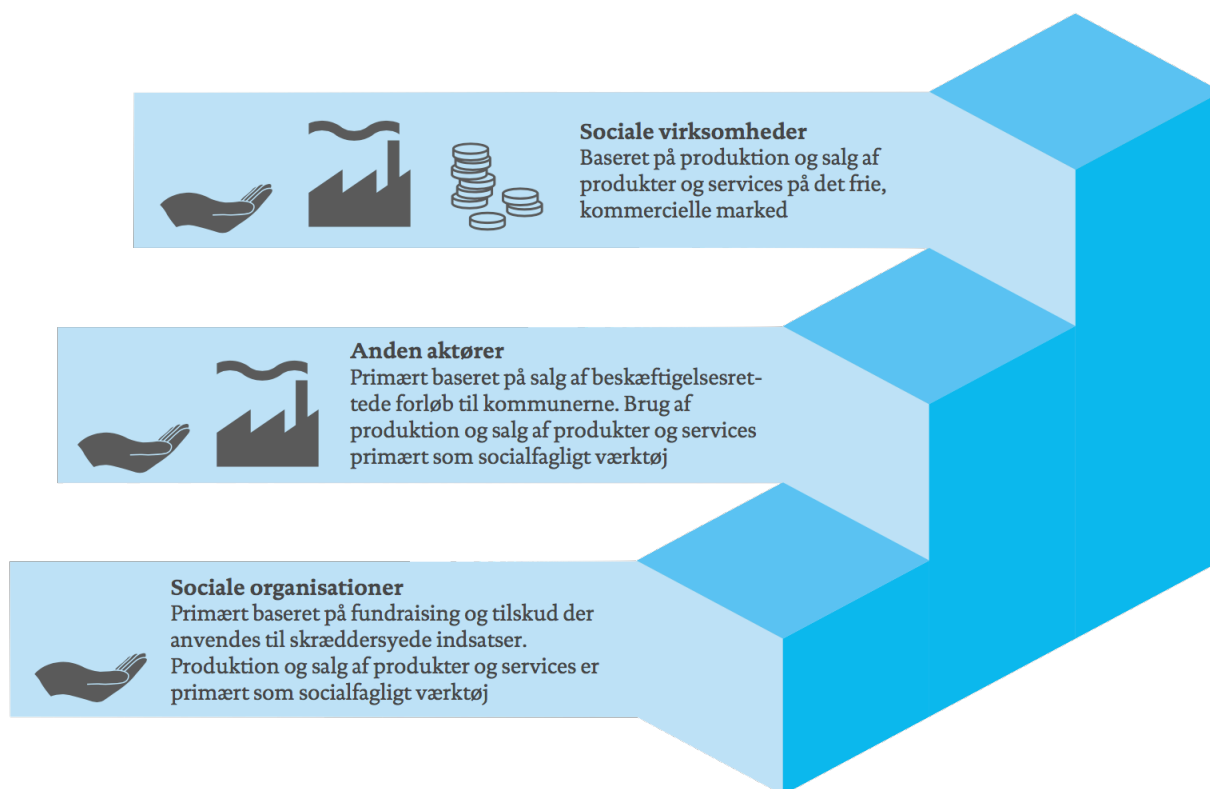 Sociale virksomheder
Baseret på produktion og salg af
produkter og services på det frie,
kommercielle marked
Anden aktører
Primært baseret på salg af beskæftigelsesret-
tede forløb til kommunerne. Brug af
produktion og salg af produkter og services
primært som socialfagligt værktøj
Sociale organisationer
Primært baseret på fundraising og tilskud der
anvendes til skræddersyede indsatser.
Produktion og salg af produkter og services er
primært som socialfagligt værktøj